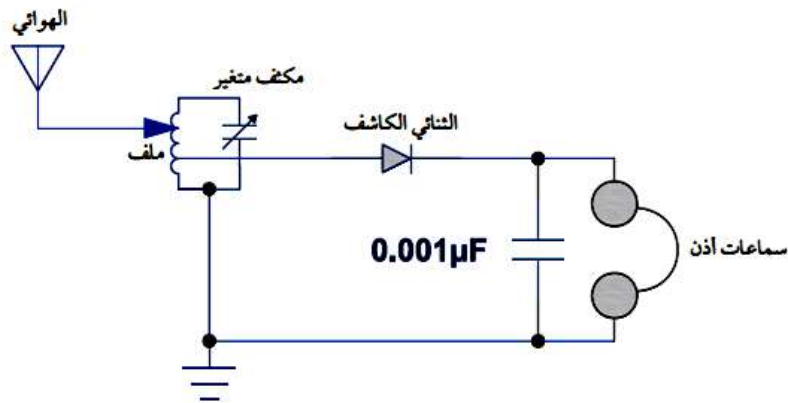 الهوائي
مكثف متغير
الثنائي الكاشف
ملف
0.001µF
سماعات أذن